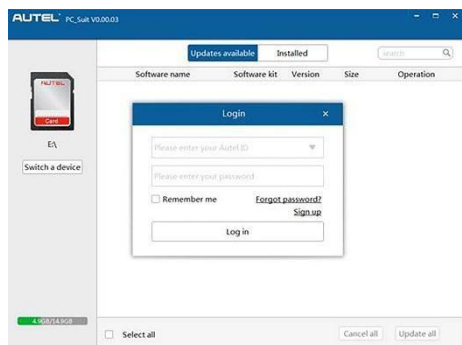 AUTEL PC_Suit V0.00.03
Updates available Installed
search
Software name Software kit Version Size Operation
AUTEL
Card
E:\
Switch a device
Login
Please enter your Autel ID
Please enter your password
Remember me Forgot password?
Sign up
Log in
4.9GB/14.9GB
Select all Cancel all Update all